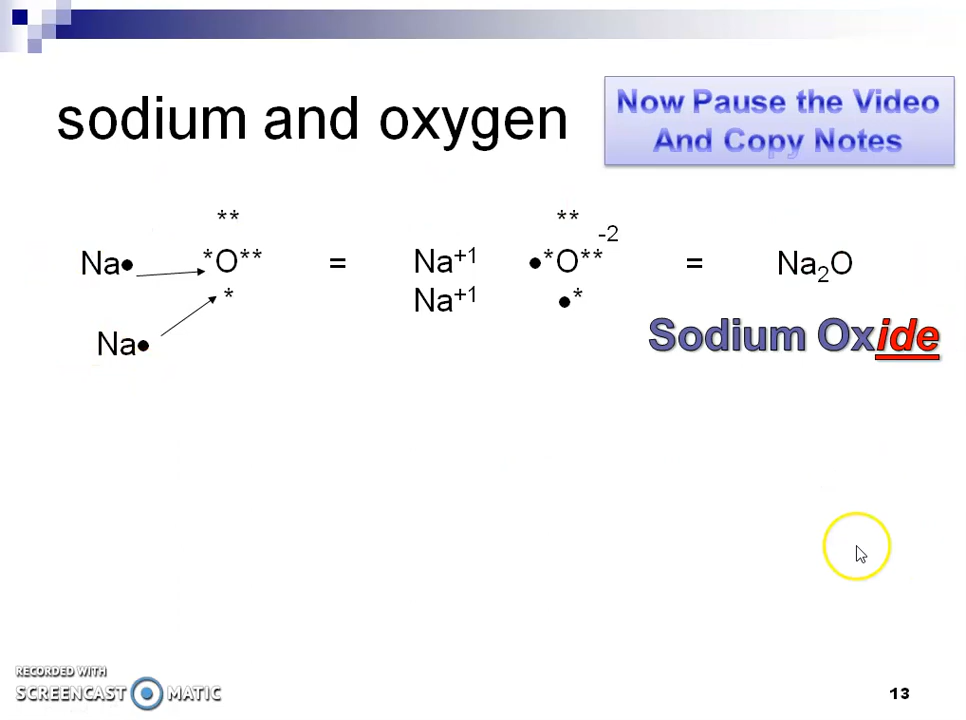 sodium and oxygen
Now Pause the Video
And Copy Notes
** **
Na• *O** = Na+1 •*O** -2 = Na2O
* Na+1 •*
Na•
Sodium Oxide
RECORDED WITH
SCREENCAST MATIC
13